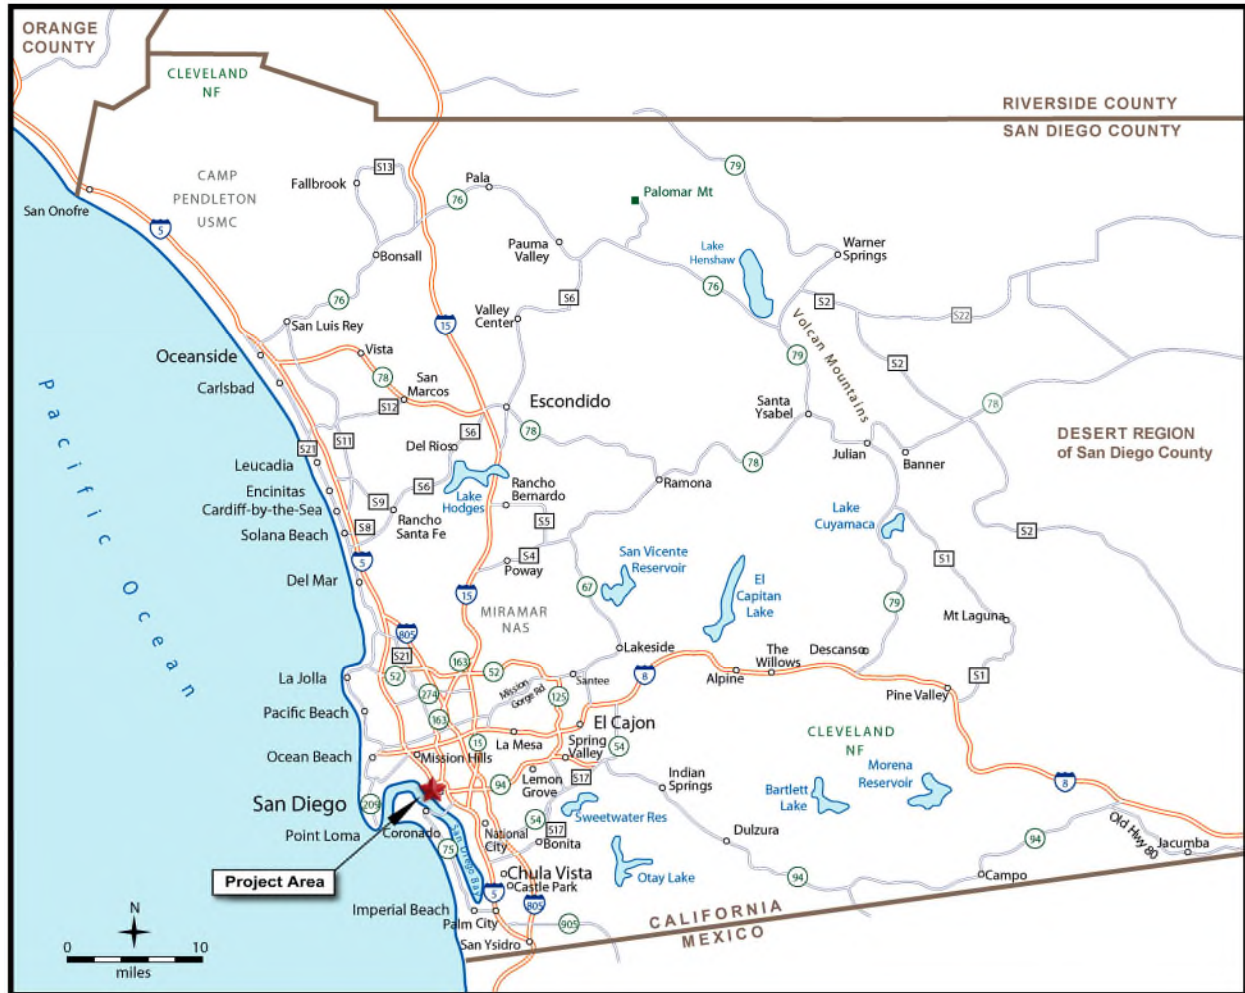 ORANGE
COUNTY
CLEVELAND
NF
RIVERSIDE COUNTY
SAN DIEGO COUNTY
CAMP
PENDLETON
USMC
S13
Fallbrook
Pala
76
79
Palomar Mt
San Onofre
5
Bonsall
Pauma
Valley
Lake
Henshaw
Warner
Springs
76
S6
76
S2
S22
San Luis Rey
Valley
Center
15
Volcan Mountains
Oceanside
Vista
79
S2
Carlsbad
78
San
Marcos
S12
Escondido
Santa
Ysabel
78
Pacific Ocean
S21
S11
Del Rios
S6
78
78
Julian
Banner
DESERT REGION
of San Diego County
Leucadia
Encinitas
Cardiff-by-the-Sea
Solana Beach
S9
S6
S8
Rancho
Santa Fe
Lake
Hodges
Rancho
Bernardo
S5
Ramona
Lake
Cuyamaca
S2
S4
Poway
San Vicente
Reservoir
S1
Del Mar
5
15
67
El
Capitan
Lake
79
MIRAMAR
NAS
Mt Laguna
805
S21
163
52
52
Lakeside
The
Willows
Descanso
La Jolla
274
Mission
Gorge Rd.
Santee
125
8
Alpine
Pine Valley
S1
Pacific Beach
163
15
El Cajon
La Mesa
Spring
Valley
54
CLEVELAND
NF
Ocean Beach
Mission Hills
94
Lemon
Grove
S17
Indian
Springs
Bartlett
Lake
Morena
Reservoir
8
San Diego
209
Coronado
Point Loma
75
San Diego Bay
National
City
54
S17
Bonita
Sweetwater Res
Dulzura
94
Old Hwy 80
Jacumba
Project Area
Chula Vista
Castle Park
Otay Lake
94
Campo
Imperial Beach
Palm City
5
805
905
San Ysidro
CALIFORNIA
MEXICO
N
0
10
miles